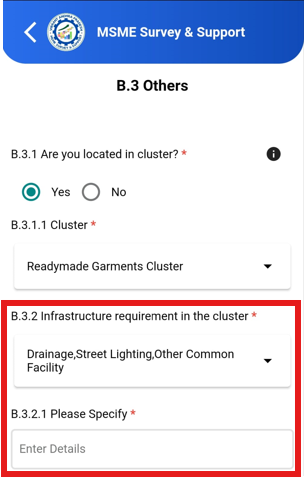 MSME Survey & Support
B.3 Others
B.3.1 Are you located in cluster? *
Yes
No
B.3.1.1 Cluster *
Readymade Garments Cluster
B.3.2 Infrastructure requirement in the cluster *
Drainage,Street Lighting,Other Common
Facility
B.3.2.1 Please Specify *
Enter Details